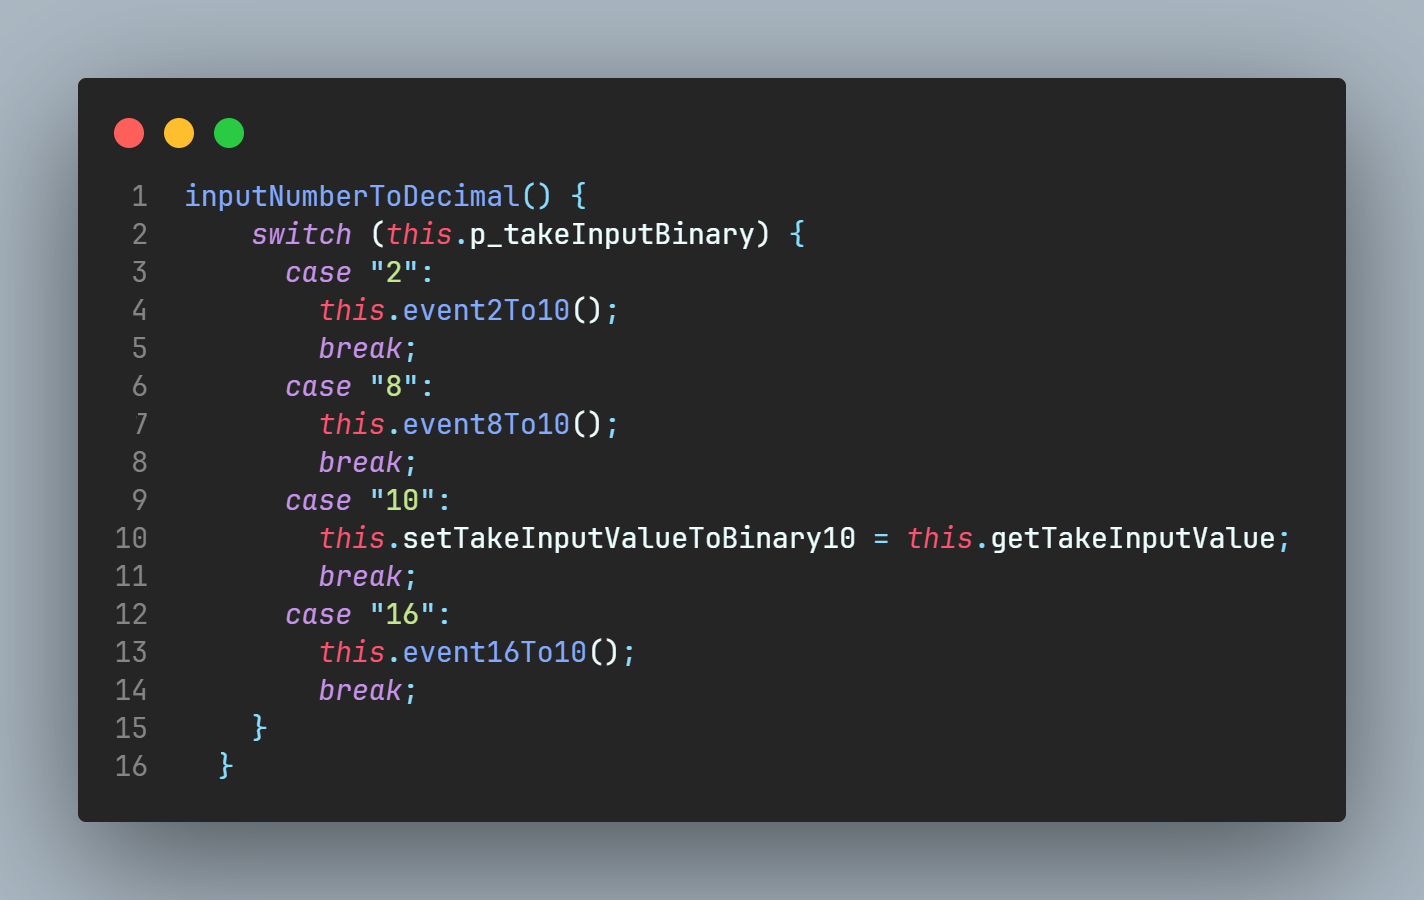 1 inputNumberToDecimal() {
2     switch (this.p_takeInputBinary) {
3       case "2":
4         this.event2To10();
5         break;
6       case "8":
7         this.event8To10();
8         break;
9       case "10":
10         this.setTakeInputValueToBinary10 = this.getTakeInputValue;
11         break;
12       case "16":
13         this.event16To10();
14         break;
15     }
16   }